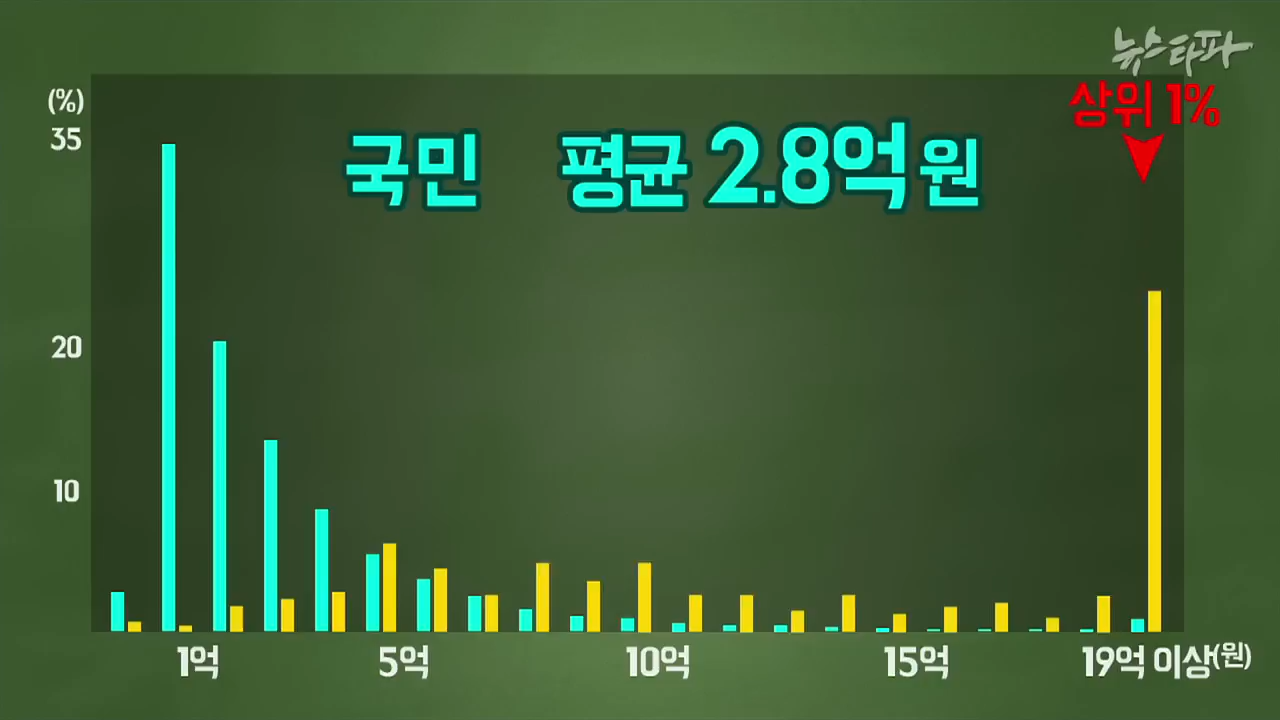 뉴스타파
상위 1%
(%)
35
국민 평균 2.8억 원
20
10
1억 5억 10억 15억 19억 이상(원)